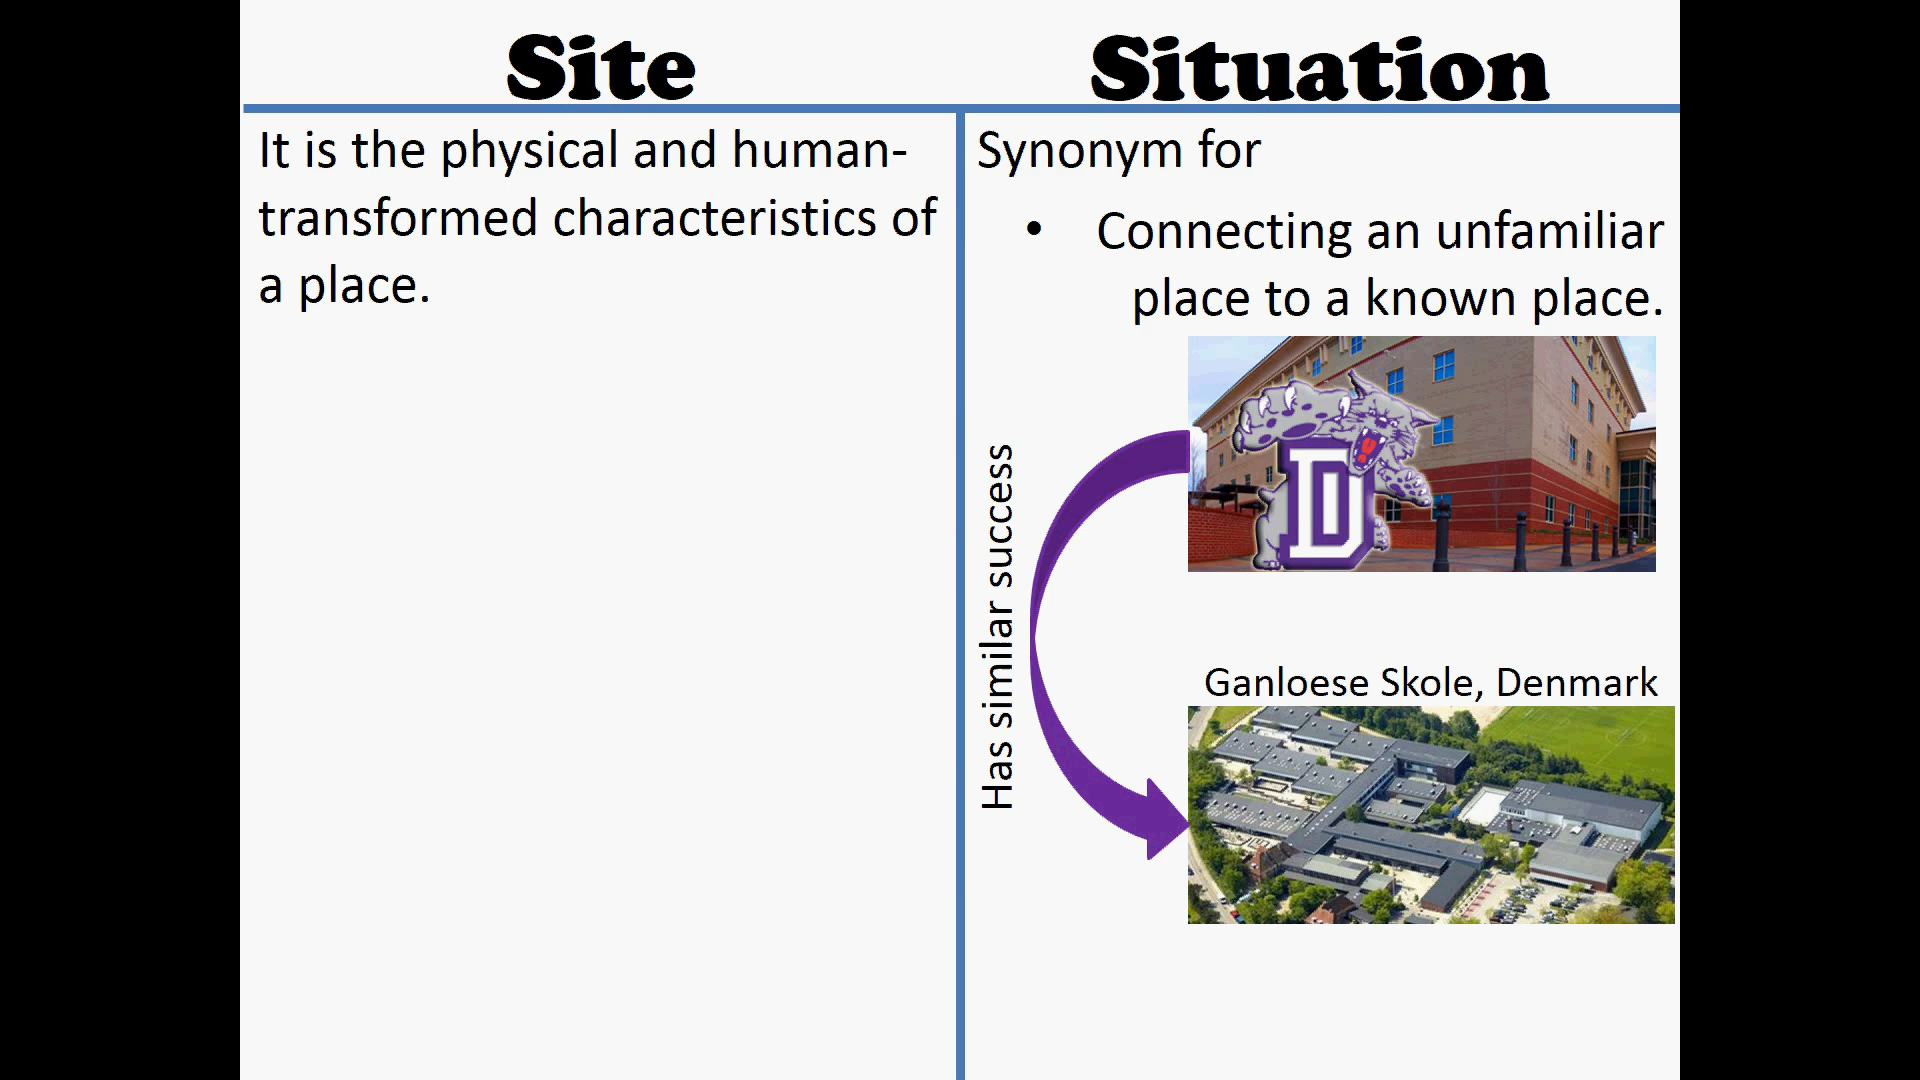 Site
Situation
It is the physical and human-
transformed characteristics of
a place.
Synonym for
• Connecting an unfamiliar
place to a known place.
Has similar success
D
Ganloese Skole, Denmark